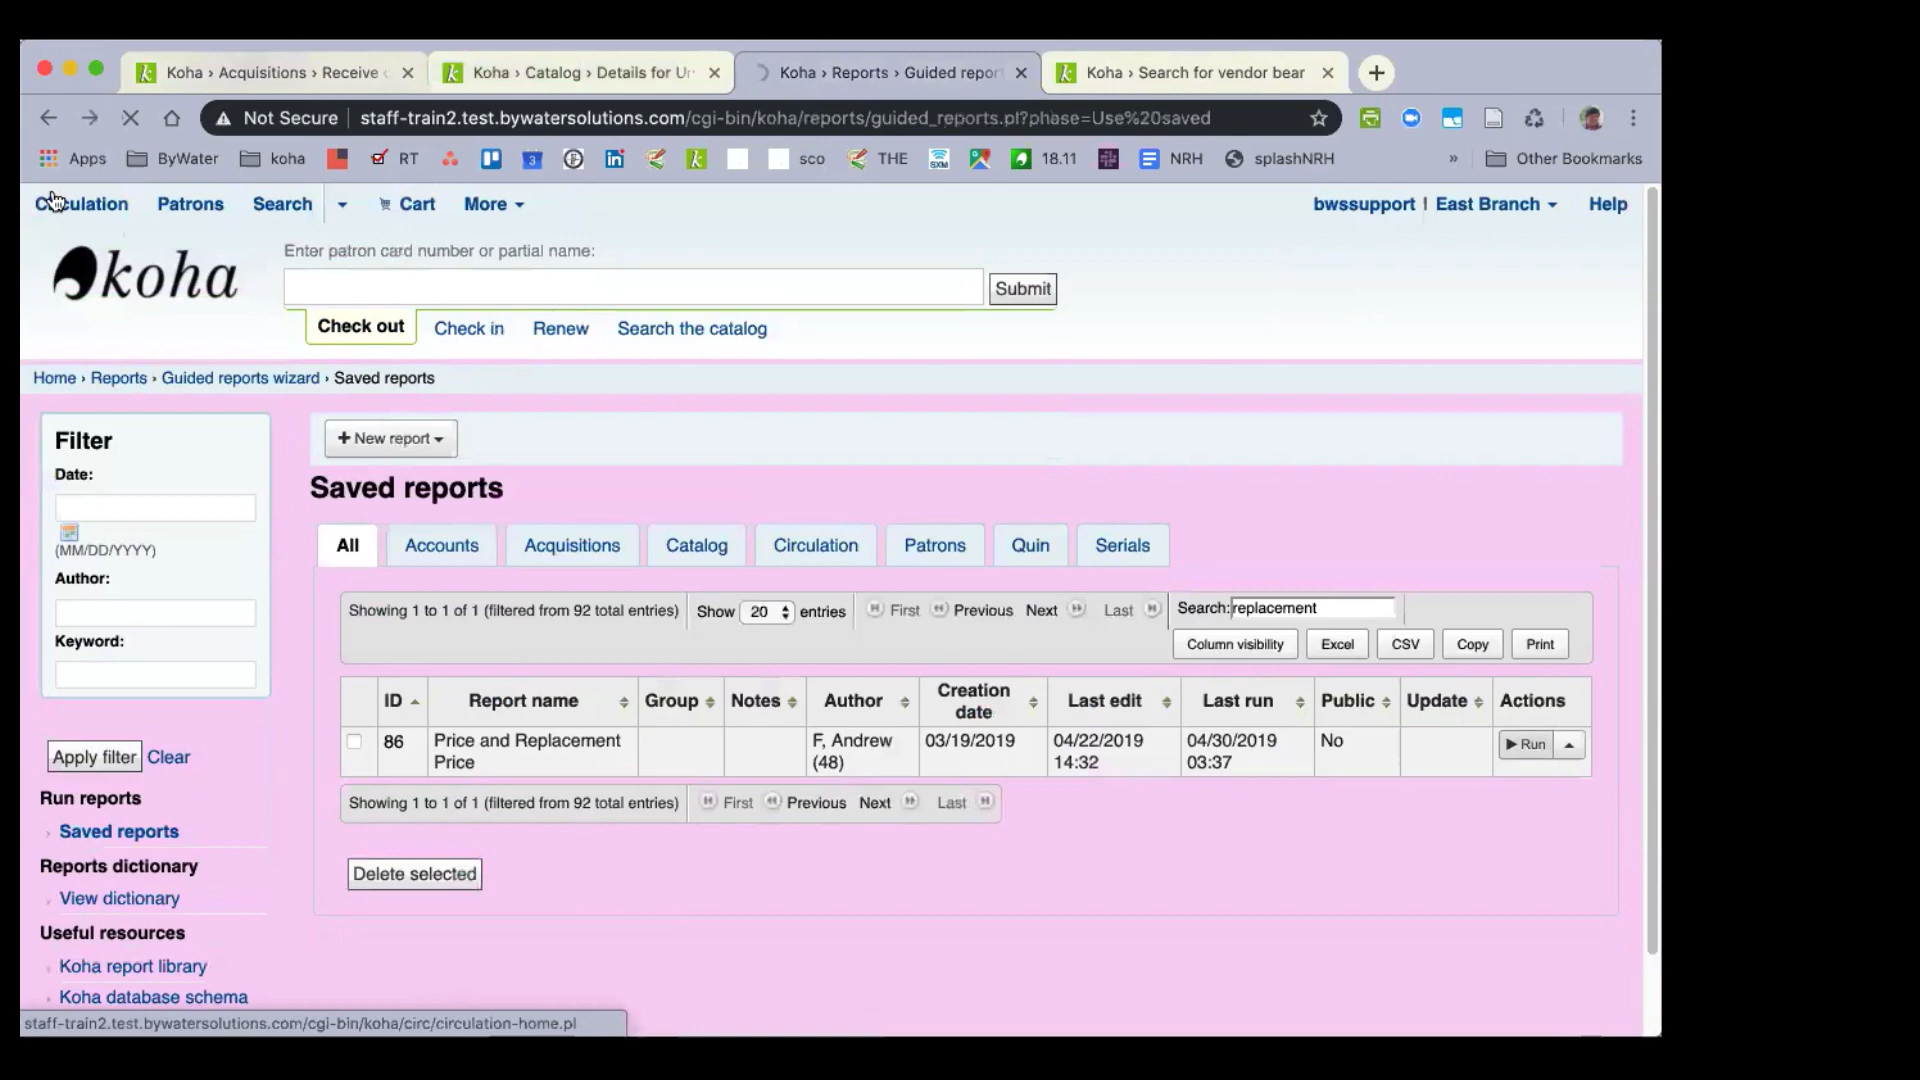 Koha › Acquisitions › Receive
Koha › Catalog › Details for Ur
Koha › Reports › Guided repor
Koha › Search for vendor bear
Not Secure staff-train2.test.bywatersolutions.com/cgi-bin/koha/reports/guided_reports.pl?phase=Use%20saved
Apps ByWater koha RT sco THE 18.11 NRH splashNRH » Other Bookmarks
Circulation Patrons Search Cart More bwssupport | East Branch Help
koha
Enter patron card number or partial name:
Submit
Check out Check in Renew Search the catalog
Home › Reports › Guided reports wizard › Saved reports
Filter
Date:
(MM/DD/YYYY)
Author:
Keyword:
Apply filter Clear
Run reports
Saved reports
Reports dictionary
View dictionary
Useful resources
Koha report library
Koha database schema
+ New report
Saved reports
All Accounts Acquisitions Catalog Circulation Patrons Quin Serials
Showing 1 to 1 of 1 (filtered from 92 total entries) Show 20 entries First Previous Next Last Search: replacement
Column visibility Excel CSV Copy Print
ID Report name Group Notes Author Creation date Last edit Last run Public Update Actions
86 Price and Replacement Price F, Andrew (48) 03/19/2019 04/22/2019 14:32 04/30/2019 03:37 No Run
Showing 1 to 1 of 1 (filtered from 92 total entries) First Previous Next Last
Delete selected
staff-train2.test.bywatersolutions.com/cgi-bin/koha/circ/circulation-home.pl